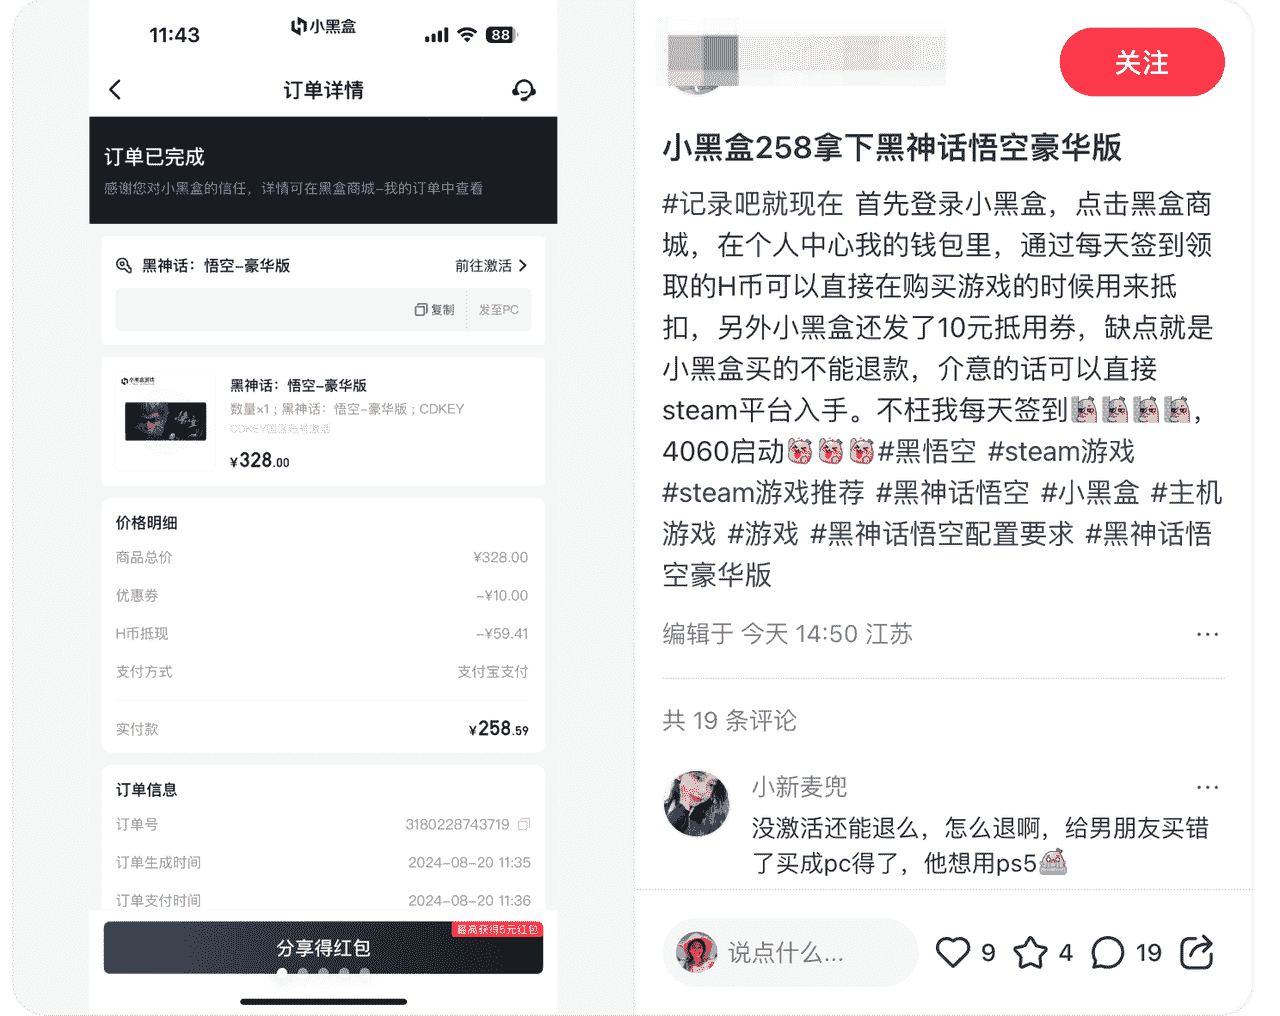 11:43
小黑盒
88
订单详情
订单已完成
感谢您对小黑盒的信任，详情可在黑盒商城-我的订单中查看
黑神话：悟空-豪华版
前往激活
复制
发至PC
小黑盒游戏
黑神话：悟空-豪华版
数量×1；黑神话：悟空-豪华版；CDKEY
CDKEY国区账号激活
¥328.00
价格明细
商品总价 ¥328.00
优惠券 -¥10.00
H币抵现 -¥59.41
支付方式 支付宝支付
实付款 ¥258.59
订单信息
订单号 3180228743719
订单生成时间 2024-08-20 11:35
订单支付时间 2024-08-20 11:36
最高获得5元红包
分享得红包
关注
小黑盒258拿下黑神话悟空豪华版
#记录吧就现在 首先登录小黑盒，点击黑盒商
城，在个人中心我的钱包里，通过每天签到领
取的H币可以直接在购买游戏的时候用来抵
扣，另外小黑盒还发了10元抵用券，缺点就是
小黑盒买的不能退款，介意的话可以直接
steam平台入手。不枉我每天签到，
4060启动#黑悟空 #steam游戏
#steam游戏推荐 #黑神话悟空 #小黑盒 #主机
游戏 #游戏 #黑神话悟空配置要求 #黑神话悟
空豪华版
编辑于 今天 14:50 江苏
共 19 条评论
小新麦兜
没激活还能退么，怎么退啊，给男朋友买错
了买成pc得了，他想用ps5
说点什么...
9
4
19